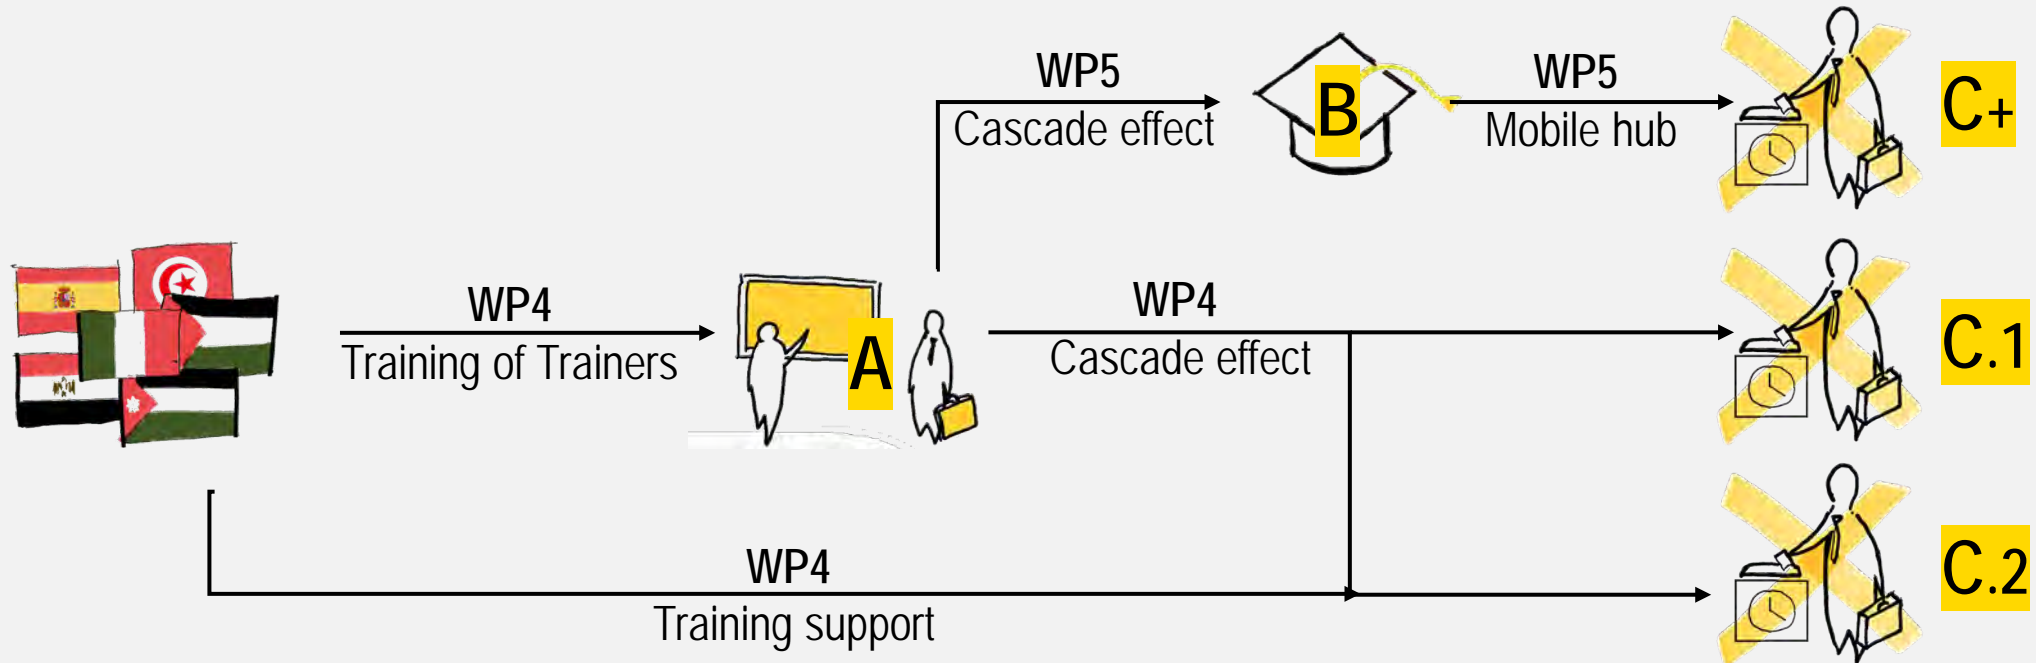 WP5
Cascade effect
B
WP5
Mobile hub
C+
WP4
Training of Trainers
A
WP4
Cascade effect
C.1
WP4
Training support
C.2